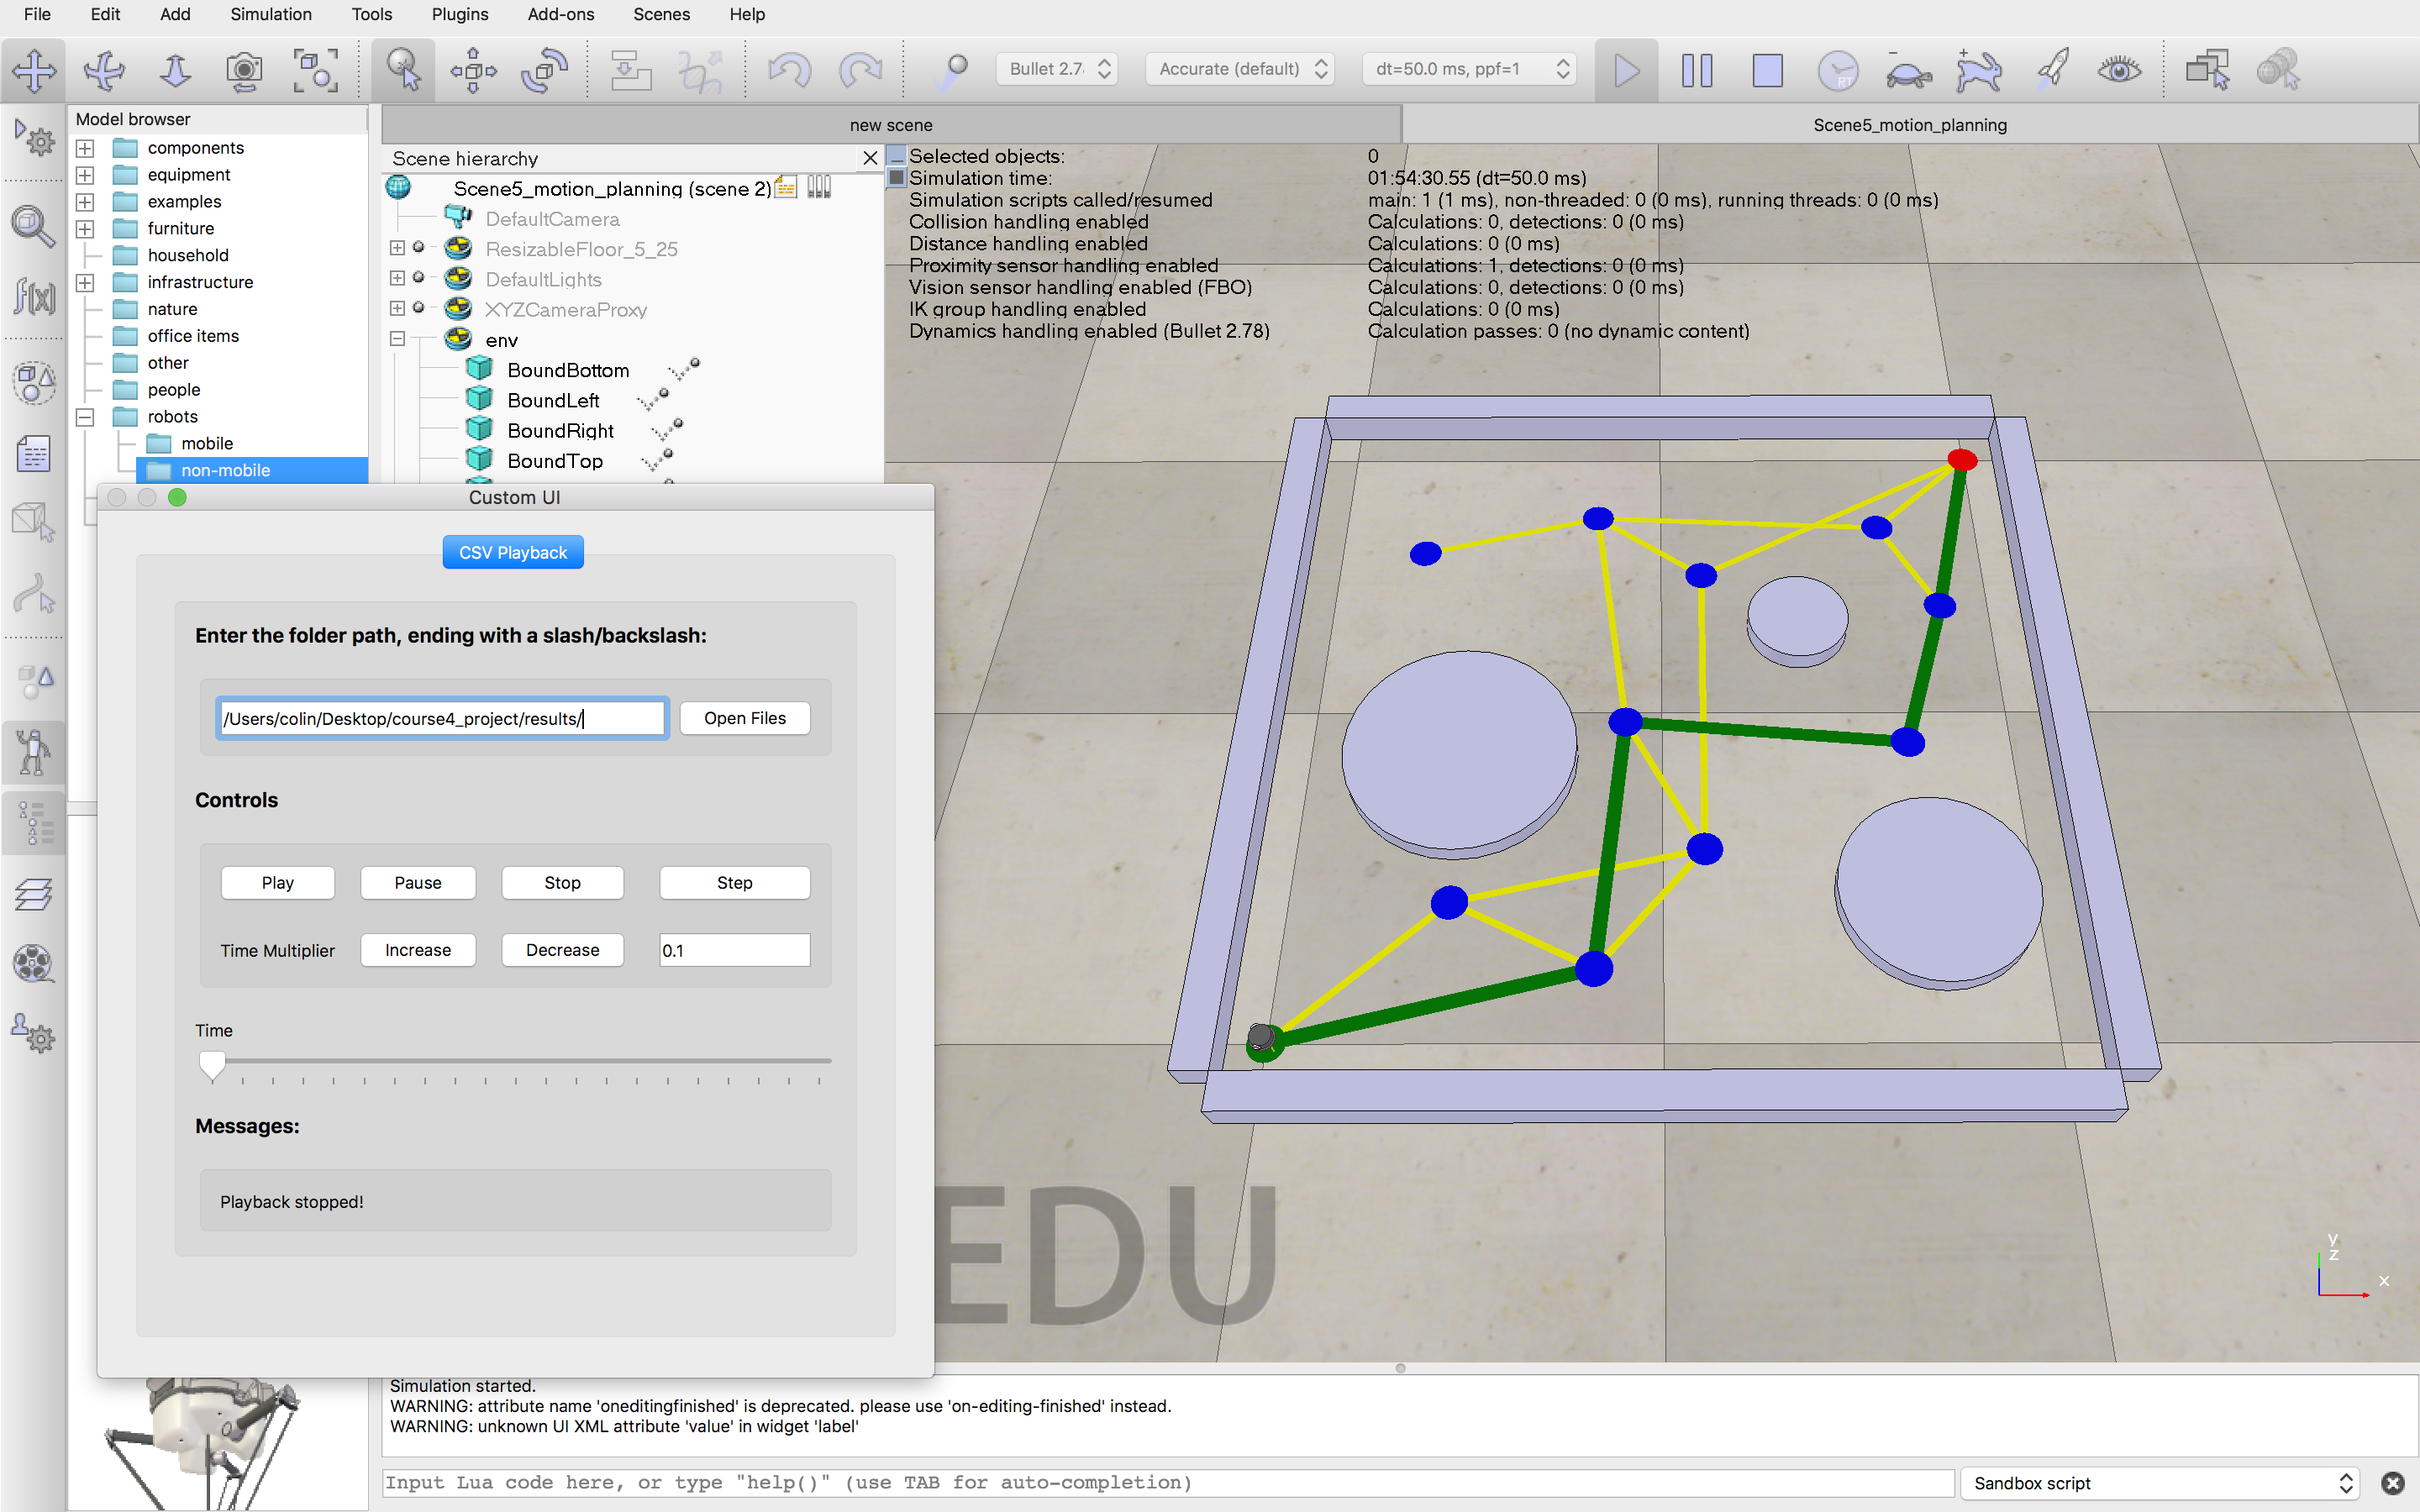 File Edit Add Simulation Tools Plugins Add-ons Scenes Help
Bullet 2.7 Accurate (default) dt=50.0 ms, ppf=1
RT
Model browser
components
equipment
examples
furniture
household
infrastructure
nature
office items
other
people
robots
mobile
non-mobile
new scene Scene5_motion_planning
Scene hierarchy
Scene5_motion_planning (scene 2)
DefaultCamera
ResizableFloor_5_25
DefaultLights
XYZCameraProxy
env
BoundBottom
BoundLeft
BoundRight
BoundTop
Selected objects: 0
Simulation time: 01:54:30.55 (dt=50.0 ms)
Simulation scripts called/resumed main: 1 (1 ms), non-threaded: 0 (0 ms), running threads: 0 (0 ms)
Collision handling enabled Calculations: 0, detections: 0 (0 ms)
Distance handling enabled Calculations: 0 (0 ms)
Proximity sensor handling enabled Calculations: 1, detections: 0 (0 ms)
Vision sensor handling enabled (FBO) Calculations: 0, detections: 0 (0 ms)
IK group handling enabled Calculations: 0 (0 ms)
Dynamics handling enabled (Bullet 2.78) Calculation passes: 0 (no dynamic content)
Custom UI
CSV Playback
Enter the folder path, ending with a slash/backslash:
/Users/colin/Desktop/course4_project/results/ Open Files
Controls
Play Pause Stop Step
Time Multiplier Increase Decrease 0.1
Time
Messages:
Playback stopped!
EDU
y
z
x
Simulation started.
WARNING: attribute name 'oneditingfinished' is deprecated. please use 'on-editing-finished' instead.
WARNING: unknown UI XML attribute 'value' in widget 'label'
Input Lua code here, or type "help()" (use TAB for auto-completion) Sandbox script